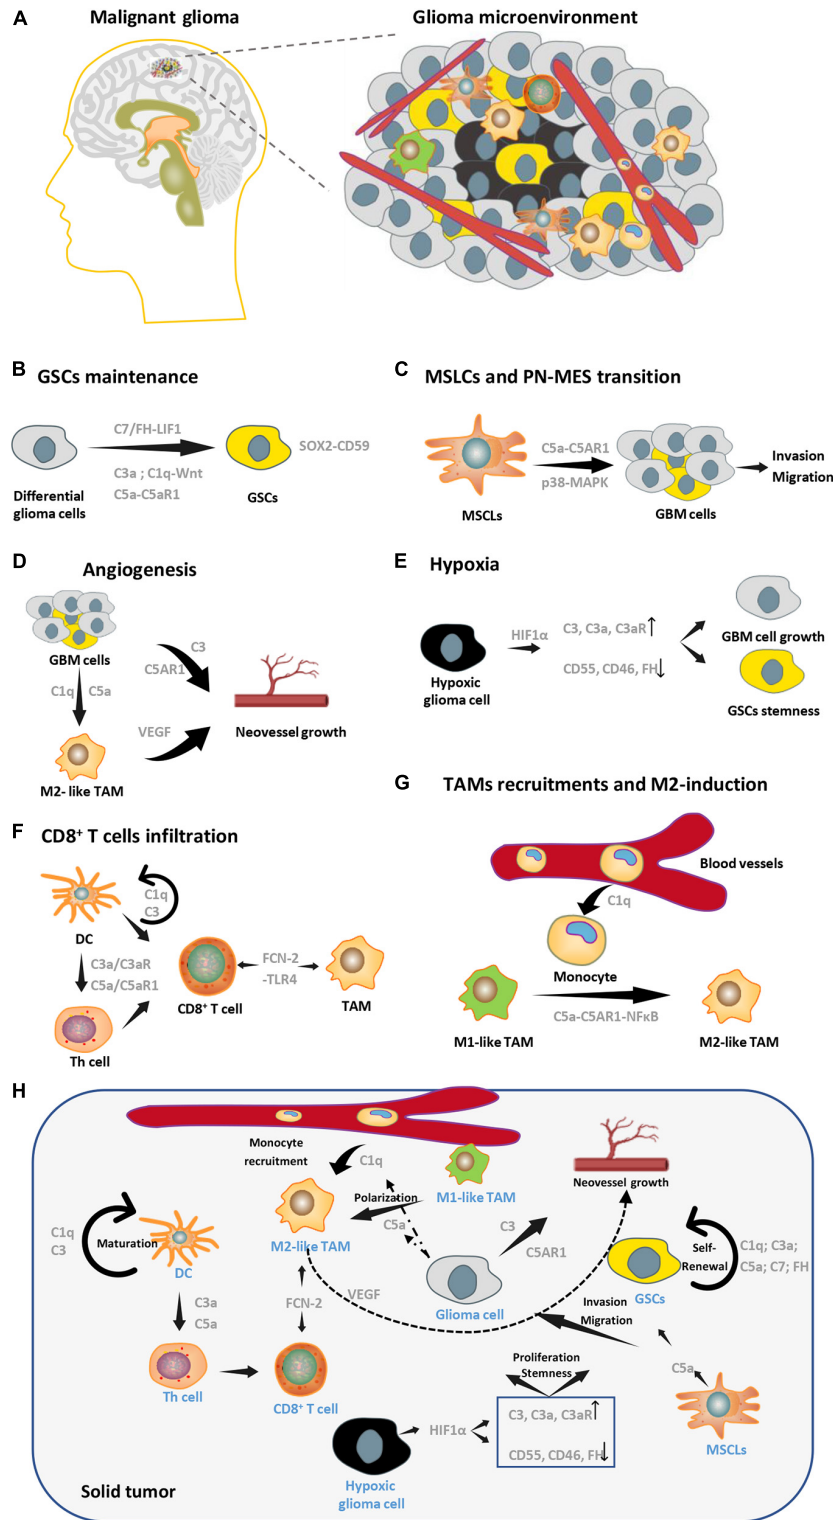 A
Malignant glioma
Glioma microenvironment
B
GSCs maintenance
C7/FH-LIF1
C3a ; C1q-Wnt
C5a-C5aR1
SOX2-CD59
Differential
glioma cells
GSCs
C
MSLCs and PN-MES transition
C5a-C5AR1
p38-MAPK
MSCLs
GBM cells
Invasion
Migration
D
Angiogenesis
GBM cells
C3
C5AR1
C1q
C5a
VEGF
Neovessel growth
M2- like TAM
E
Hypoxia
HIF1α
C3, C3a, C3aR↑
CD55, CD46, FH↓
Hypoxic
glioma cell
GBM cell growth
GSCs stemness
F
CD8⁺ T cells infiltration
C1q
C3
DC
C3a/C3aR
C5a/C5aR1
Th cell
CD8⁺ T cell
FCN-2
-TLR4
TAM
G
TAMs recruitments and M2-induction
Blood vessels
C1q
Monocyte
C5a-C5AR1-NFκB
M1-like TAM
M2-like TAM
H
Monocyte
recruitment
C1q
M1-like TAM
Polarization
C5a
M2-like TAM
Neovessel growth
C3
C5AR1
C1q
C3
Maturation
DC
C3a
C5a
Th cell
FCN-2
CD8⁺ T cell
VEGF
Glioma cell
GSCs
Self-
Renewal
C1q; C3a;
C5a; C7; FH
Invasion
Migration
C5a
MSCLs
Proliferation
Stemness
HIF1α
C3, C3a, C3aR↑
CD55, CD46, FH↓
Hypoxic
glioma cell
Solid tumor